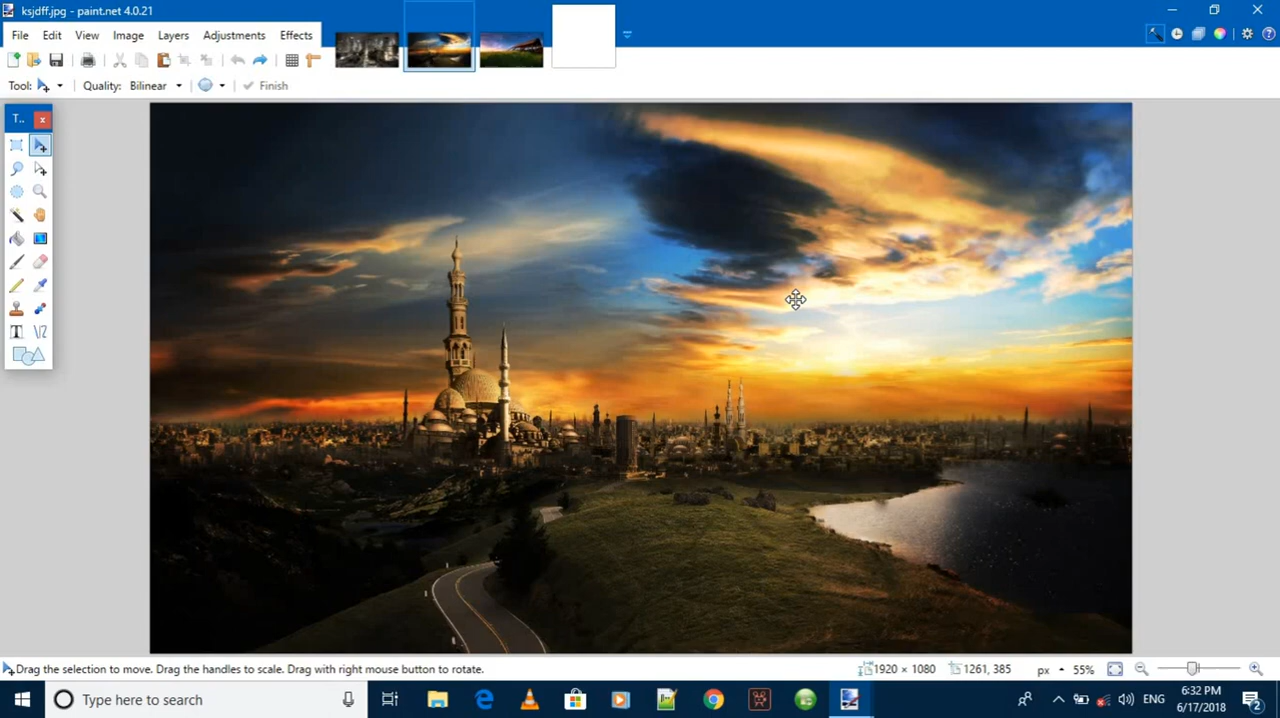 ksjdff.jpg - paint.net 4.0.21
File Edit View Image Layers Adjustments Effects
Tool: Quality: Bilinear Finish
T..
Drag the selection to move. Drag the handles to scale. Drag with right mouse button to rotate.
1920 × 1080 1261, 385 px 55%
Type here to search
ENG
6:32 PM
6/17/2018
2